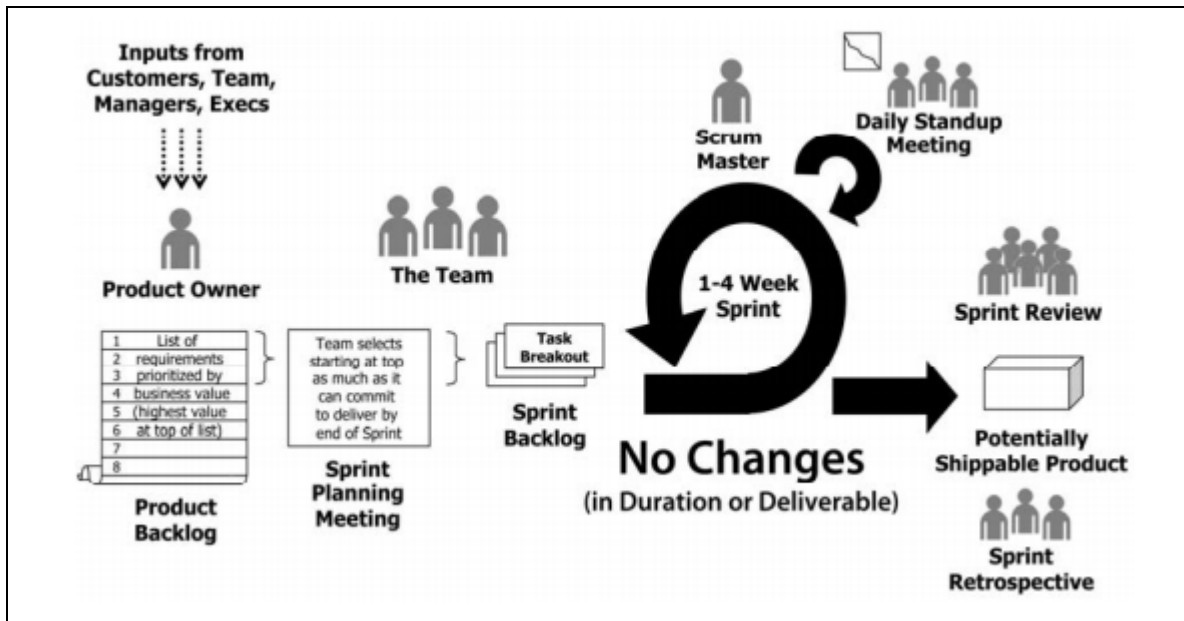 Inputs from
Customers, Team,
Managers, Execs
Product Owner
The Team
Scrum
Master
Daily Standup
Meeting
1-4 Week
Sprint
Sprint Review
1 List of
2 requirements
3 prioritized by
4 business value
5 (highest value
6 at top of list)
7
8
Product
Backlog
Team selects
starting at top
as much as it
can commit
to deliver by
end of Sprint
Sprint
Planning
Meeting
Task
Breakout
Sprint
Backlog
No Changes
(in Duration or Deliverable)
Potentially
Shippable Product
Sprint
Retrospective